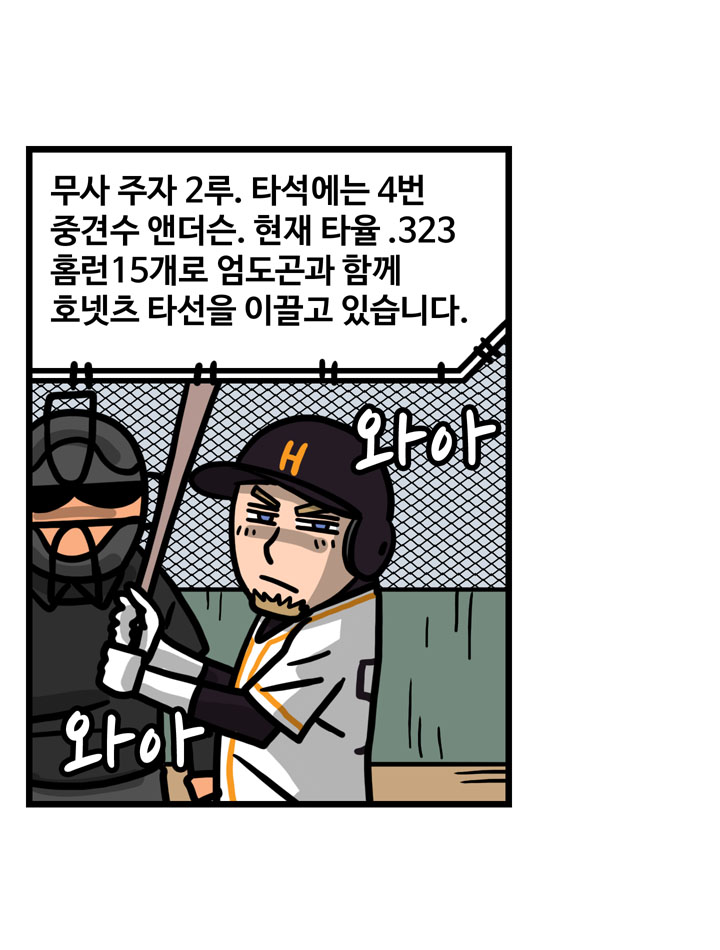 무사 주자 2루. 타석에는 4번
중견수 앤더슨. 현재 타율 .323
홈런15개로 엄도곤과 함께
호넷츠 타선을 이끌고 있습니다.
와아
H
와아